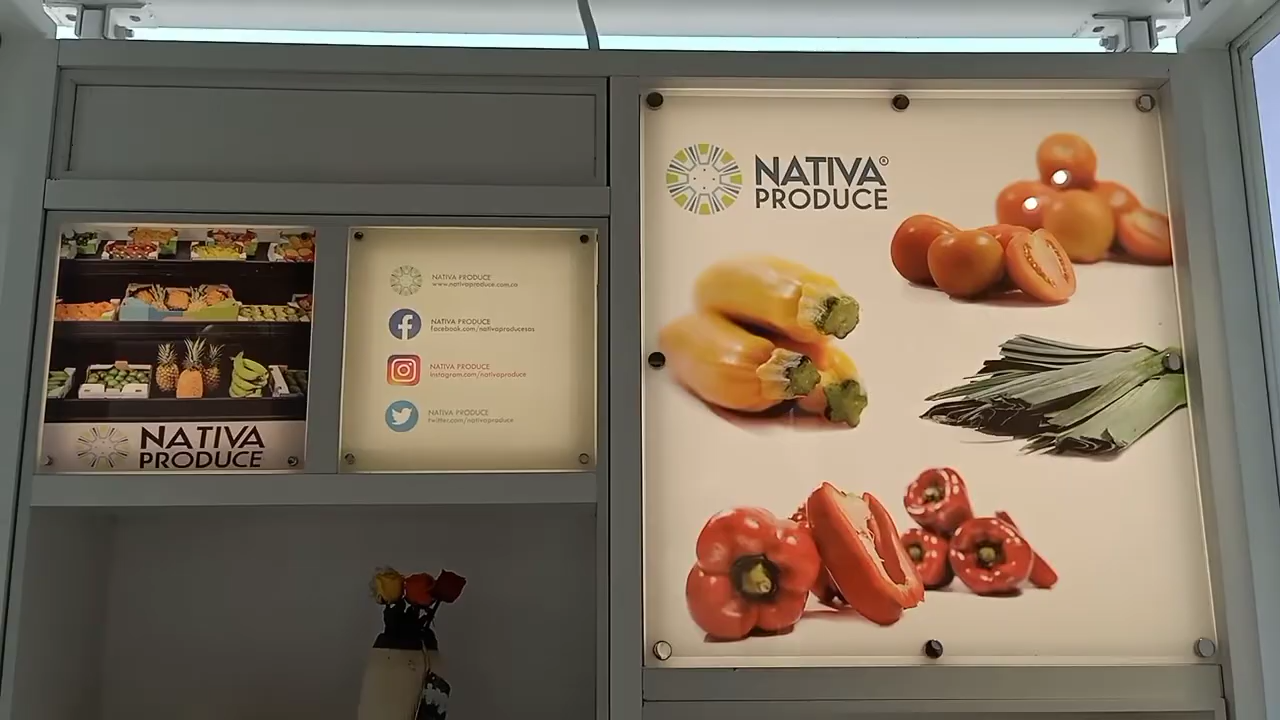 NATIVA®
PRODUCE
NATIVA PRODUCE
www.nativaproduce.com.co
NATIVA PRODUCE
facebook.com/nativaproducesas
NATIVA PRODUCE
instagram.com/nativaproduce
NATIVA PRODUCE
twitter.com/nativaproduce
NATIVA
PRODUCE